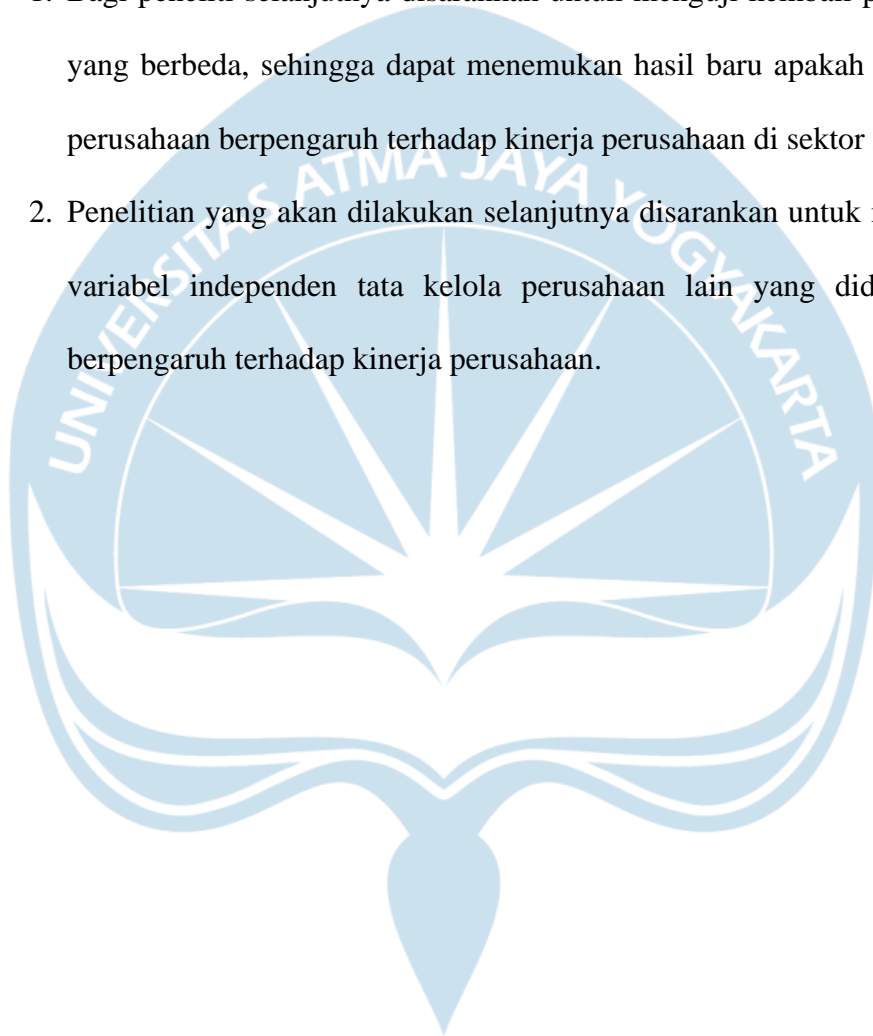 1. Bagi peneliti selanjutnya disarankan untuk menguji kembali
yang berbeda, sehingga dapat menemukan hasil baru apakah
perusahaan berpengaruh terhadap kinerja perusahaan di sektor
2. Penelitian yang akan dilakukan selanjutnya disarankan untuk
variabel independen tata kelola perusahaan lain yang
berpengaruh terhadap kinerja perusahaan.
UNIVERSITAS ATMA JAYA YOGYAKARTA